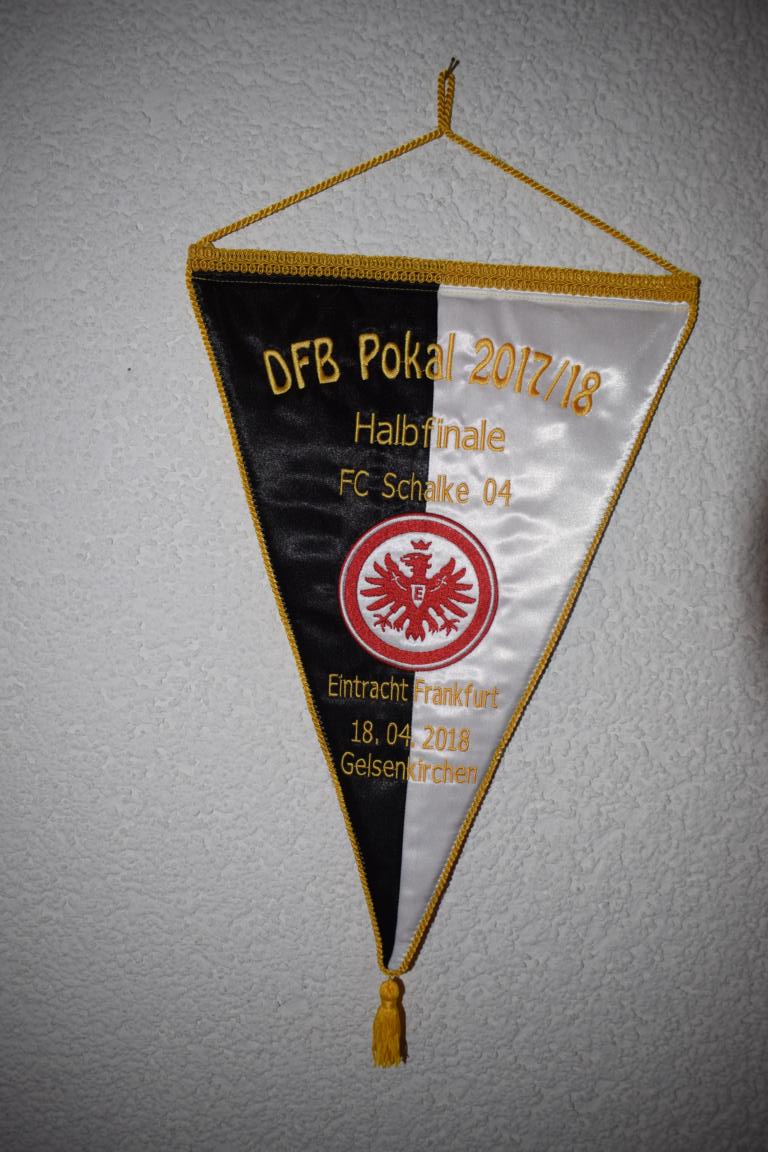 DFB Pokal 2017/18
Halbfinale
FC Schalke 04
E
Eintracht Frankfurt
18.04.2018
Gelsenkirchen